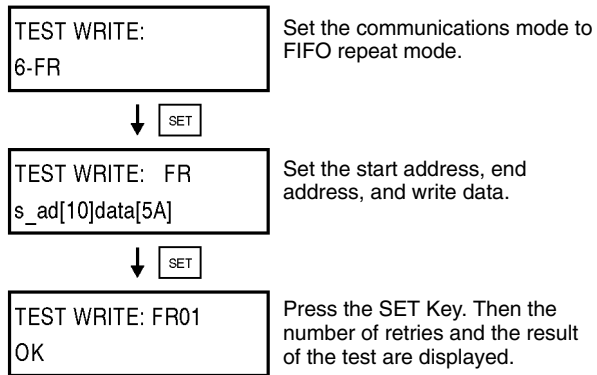 TEST WRITE:
6-FR
Set the communications mode to
FIFO repeat mode.
SET
TEST WRITE: FR
s_ad[10]data[5A]
Set the start address, end
address, and write data.
SET
TEST WRITE: FR01
OK
Press the SET Key. Then the
number of retries and the result
of the test are displayed.